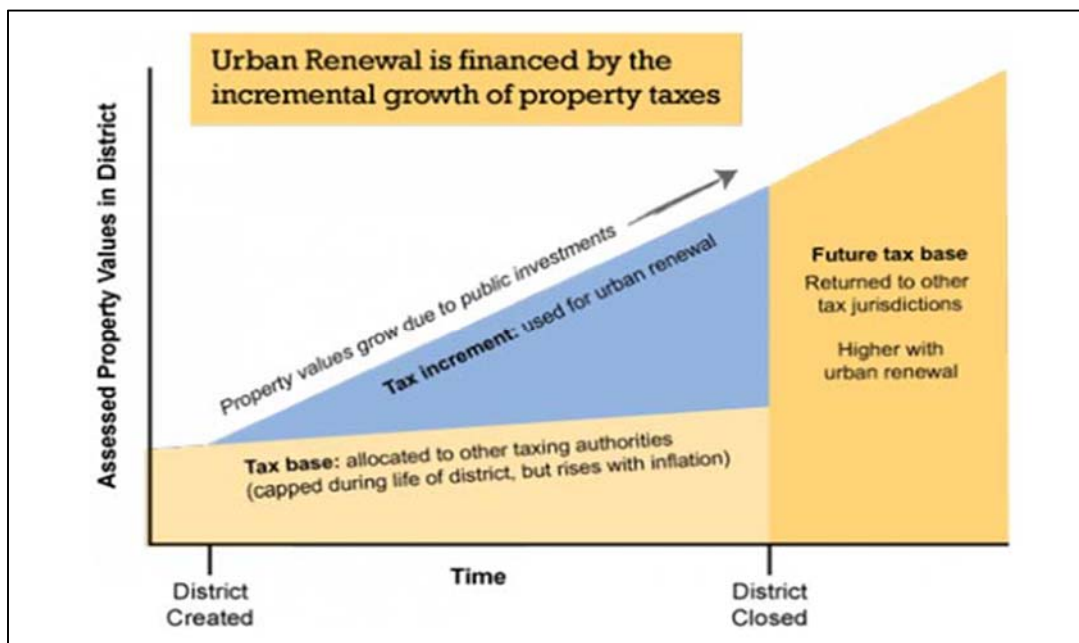 Urban Renewal is financed by the
incremental growth of property taxes
Assessed Property Values in District
Property values grow due to public investments
Tax increment: used for urban renewal
Tax base: allocated to other taxing authorities
(capped during life of district, but rises with inflation)
Future tax base
Returned to other
tax jurisdictions
Higher with
urban renewal
District
Created
Time
District
Closed